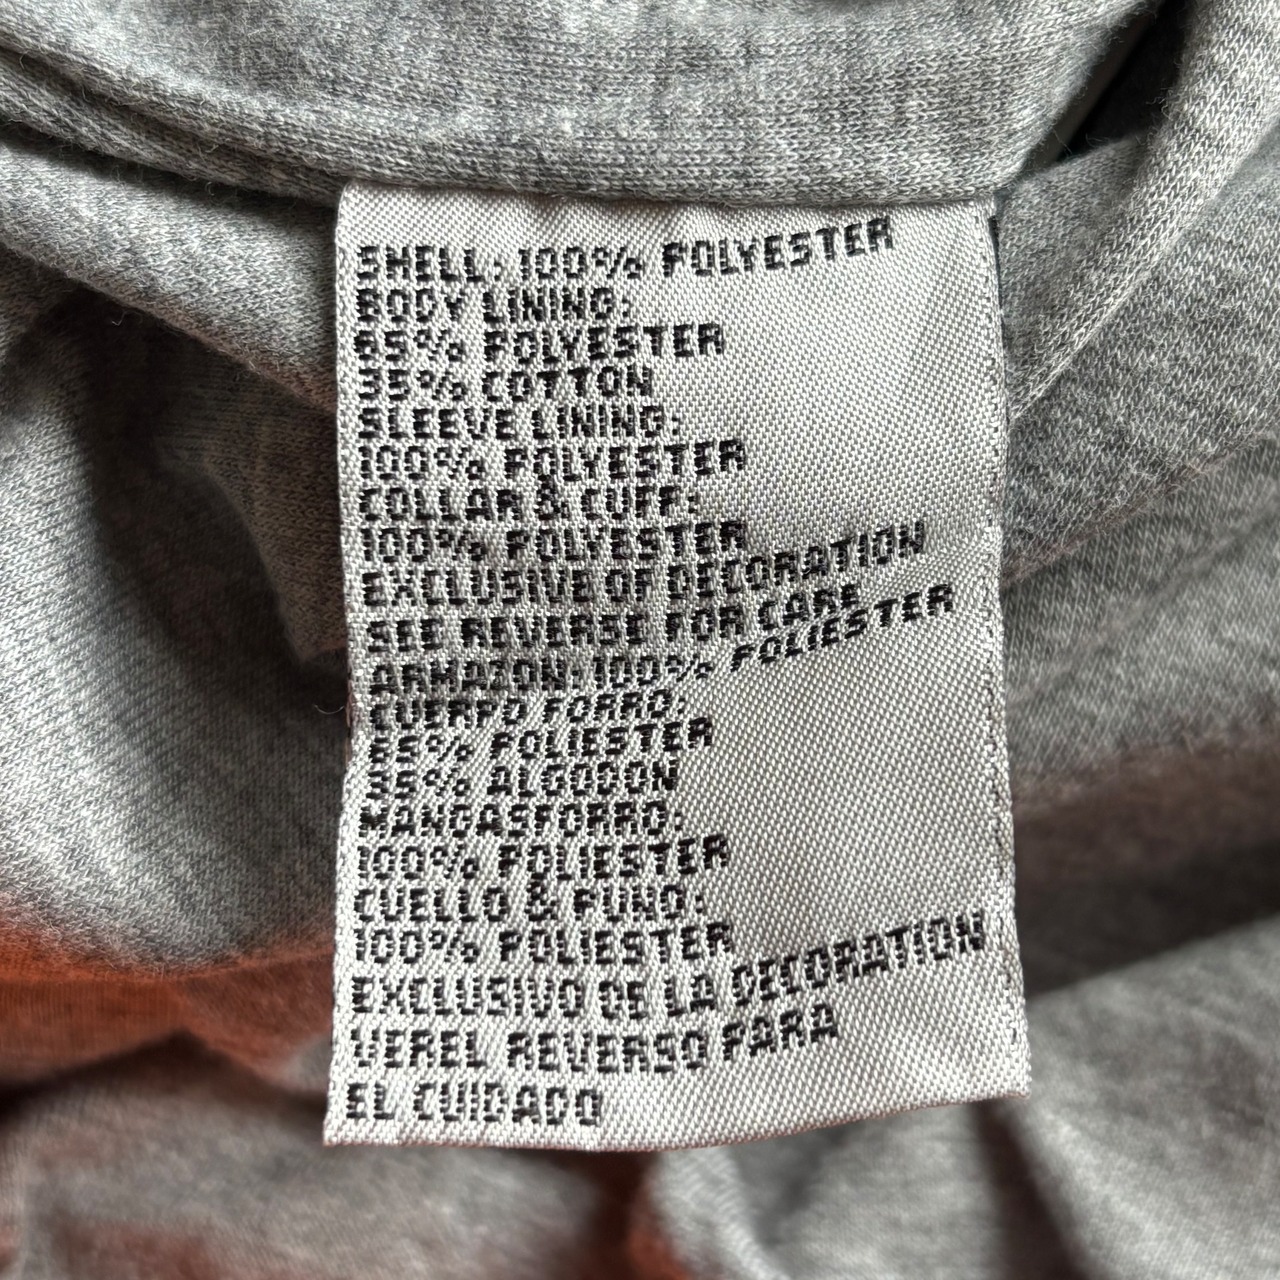 SHELL: 100% POLYESTER
BODY LINING:
65% POLYESTER
35% COTTON
SLEEVE LINING:
100% POLYESTER
COLLAR & CUFF:
100% POLYESTER
EXCLUSIVE OF DECORATION
SEE REVERSE FOR CARE
ARMAZON: 100% POLIESTER
CUERPO FORRO:
65% POLIESTER
35% ALGODON
MANGASFORRO:
100% POLIESTER
CUELLO & PUNO:
100% POLIESTER
EXCLUSIVO DE LA DECORATION
VEREL REVERSO PARA
EL CUIDADO